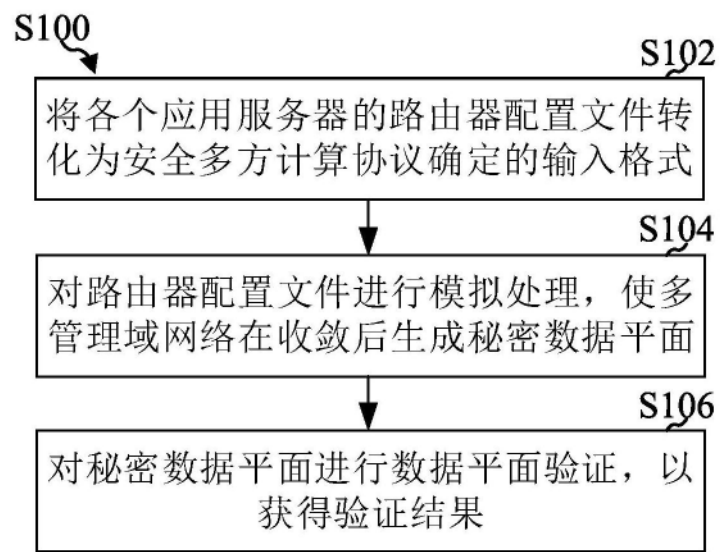 S100
S102
将各个应用服务器的路由器配置文件转
化为安全多方计算协议确定的输入格式
S104
对路由器配置文件进行模拟处理，使多
管理域网络在收敛后生成秘密数据平面
S106
对秘密数据平面进行数据平面验证，以
获得验证结果